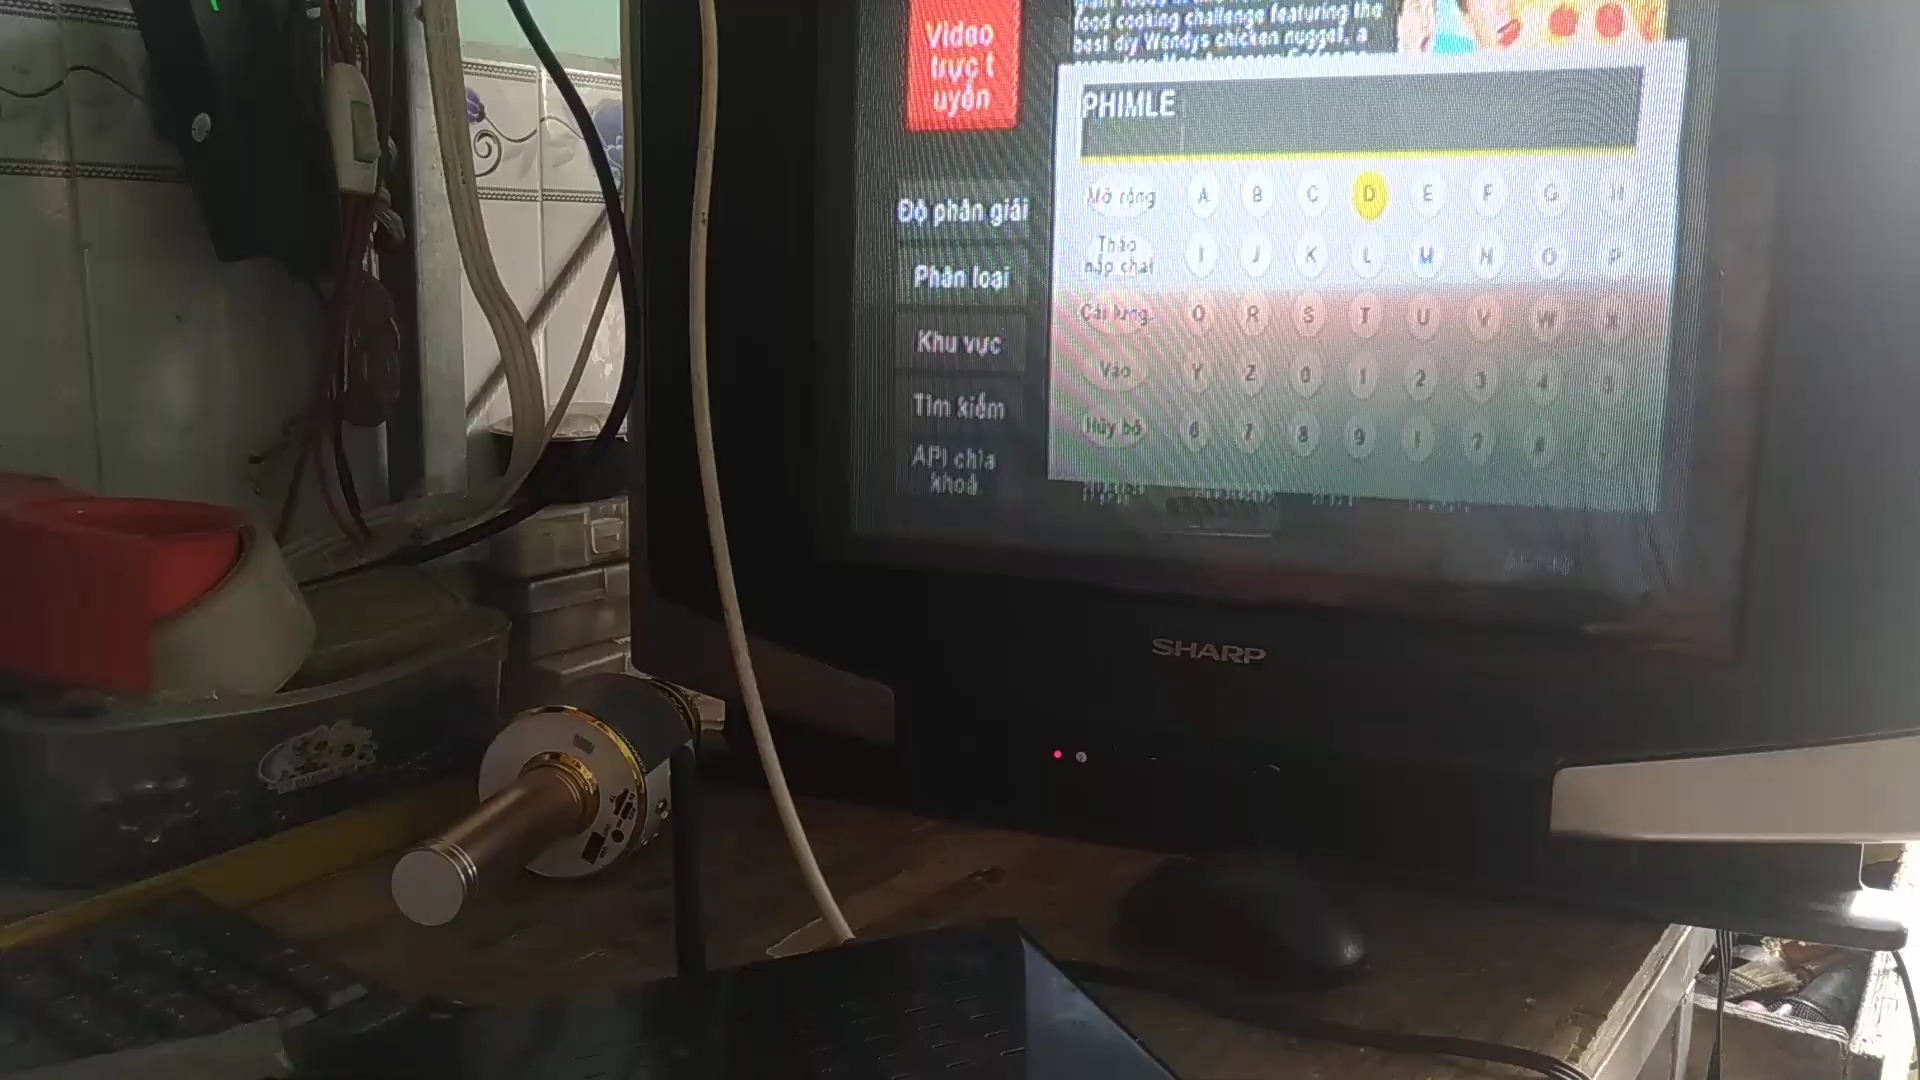 Video
trực t
uyến
food cooking challenge featuring the
best diy Wendys chicken nugget, a
PHIMLE
Độ phân giải
Phân loại
Khu vực
Tìm kiếm
API chìa
khoá
Mở rộng A B C D E F G H
Tháo
nắp chai I J K L M N O P
Cái lưng Q R S T U V W X
Vào Y Z 0 1 2 3 4 5
Hủy bỏ 6 7 8 9
SHARP